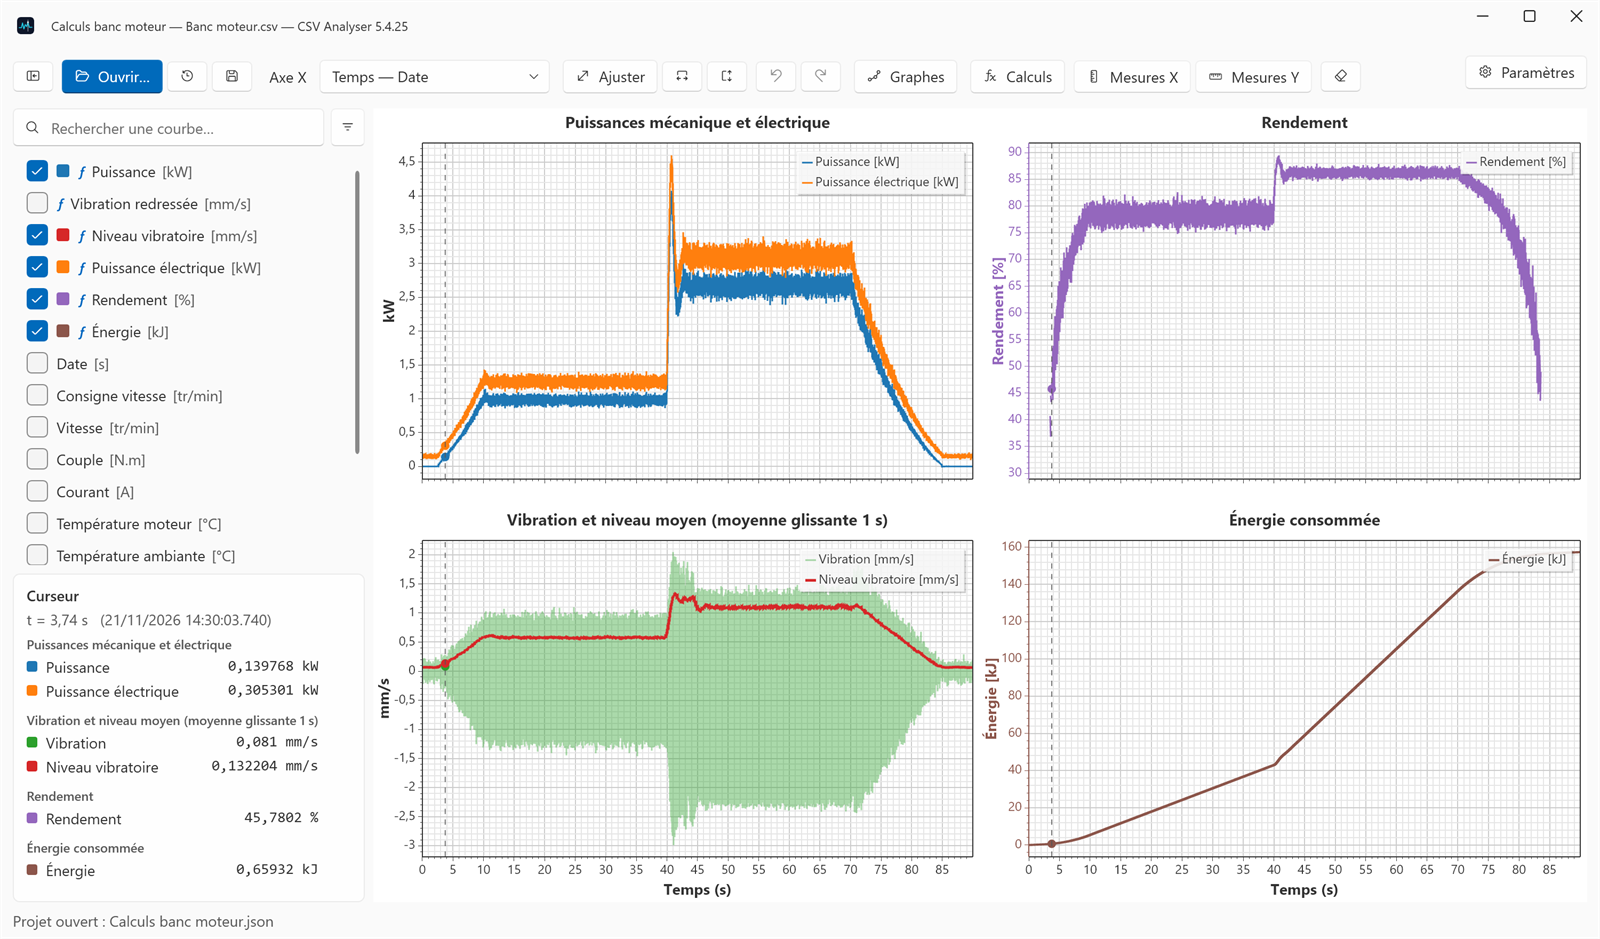 Calculs banc moteur — Banc moteur.csv — CSV Analyser 5.4.25
Ouvrir... Axe X Temps — Date Ajuster Graphes Calculs Mesures X Mesures Y Paramètres
Rechercher une courbe...
ƒ Puissance [kW]
ƒ Vibration redressée [mm/s]
ƒ Niveau vibratoire [mm/s]
ƒ Puissance électrique [kW]
ƒ Rendement [%]
ƒ Énergie [kJ]
Date [s]
Consigne vitesse [tr/min]
Vitesse [tr/min]
Couple [N.m]
Courant [A]
Température moteur [°C]
Température ambiante [°C]
Curseur
t = 3,74 s (21/11/2026 14:30:03.740)
Puissances mécanique et électrique
Puissance 0,139768 kW
Puissance électrique 0,305301 kW
Vibration et niveau moyen (moyenne glissante 1 s)
Vibration 0,081 mm/s
Niveau vibratoire 0,132204 mm/s
Rendement
Rendement 45,7802 %
Énergie consommée
Énergie 0,65932 kJ
Projet ouvert : Calculs banc moteur.json
Puissances mécanique et électrique
Puissance [kW]
Puissance électrique [kW]
kW
4,5
4
3,5
3
2,5
2
1,5
1
0,5
0
Rendement
Rendement [%]
Rendement [%]
90
85
80
75
70
65
60
55
50
45
40
35
30
Vibration et niveau moyen (moyenne glissante 1 s)
Vibration [mm/s]
Niveau vibratoire [mm/s]
mm/s
2
1,5
1
0,5
0
-0,5
-1
-1,5
-2
-2,5
-3
0 5 10 15 20 25 30 35 40 45 50 55 60 65 70 75 80 85
Temps (s)
Énergie consommée
Énergie [kJ]
Énergie [kJ]
160
140
120
100
80
60
40
20
0
0 5 10 15 20 25 30 35 40 45 50 55 60 65 70 75 80 85
Temps (s)